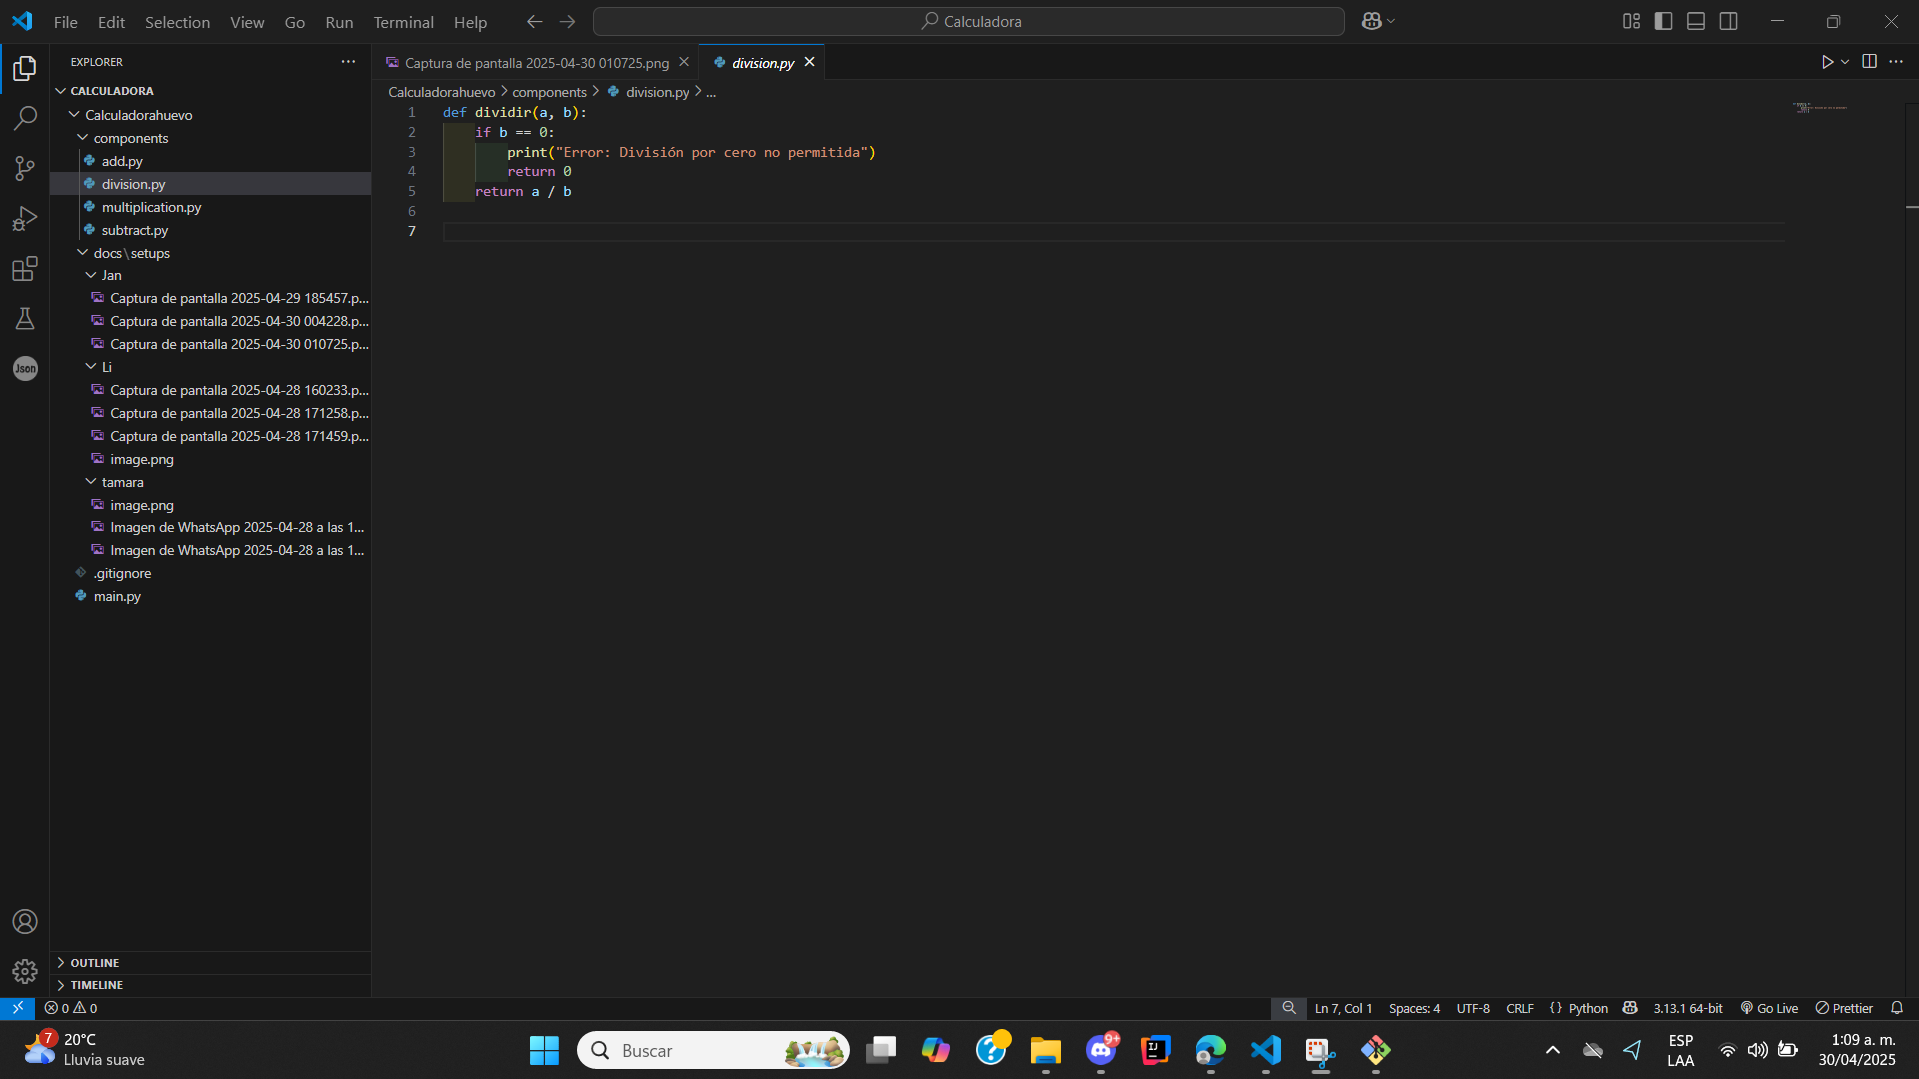 File Edit Selection View Go Run Terminal Help
Calculadora
EXPLORER
CALCULADORA
Calculadorahuevo
components
add.py
division.py
multiplication.py
subtract.py
docs\setups
Jan
Captura de pantalla 2025-04-29 185457.p...
Captura de pantalla 2025-04-30 004228.p...
Captura de pantalla 2025-04-30 010725.p...
Li
Captura de pantalla 2025-04-28 160233.p...
Captura de pantalla 2025-04-28 171258.p...
Captura de pantalla 2025-04-28 171459.p...
image.png
tamara
image.png
Imagen de WhatsApp 2025-04-28 a las 1...
Imagen de WhatsApp 2025-04-28 a las 1...
.gitignore
main.py
OUTLINE
TIMELINE
Captura de pantalla 2025-04-30 010725.png
division.py
Calculadorahuevo > components > division.py > ...
1 def dividir(a, b):
2 if b == 0:
3 print("Error: División por cero no permitida")
4 return 0
5 return a / b
6
7
Json
0 0
Ln 7, Col 1 Spaces: 4 UTF-8 CRLF {} Python 3.13.1 64-bit Go Live Prettier
7
20°C
Lluvia suave
Buscar
9+
IJ
ESP
LAA
1:09 a. m.
30/04/2025